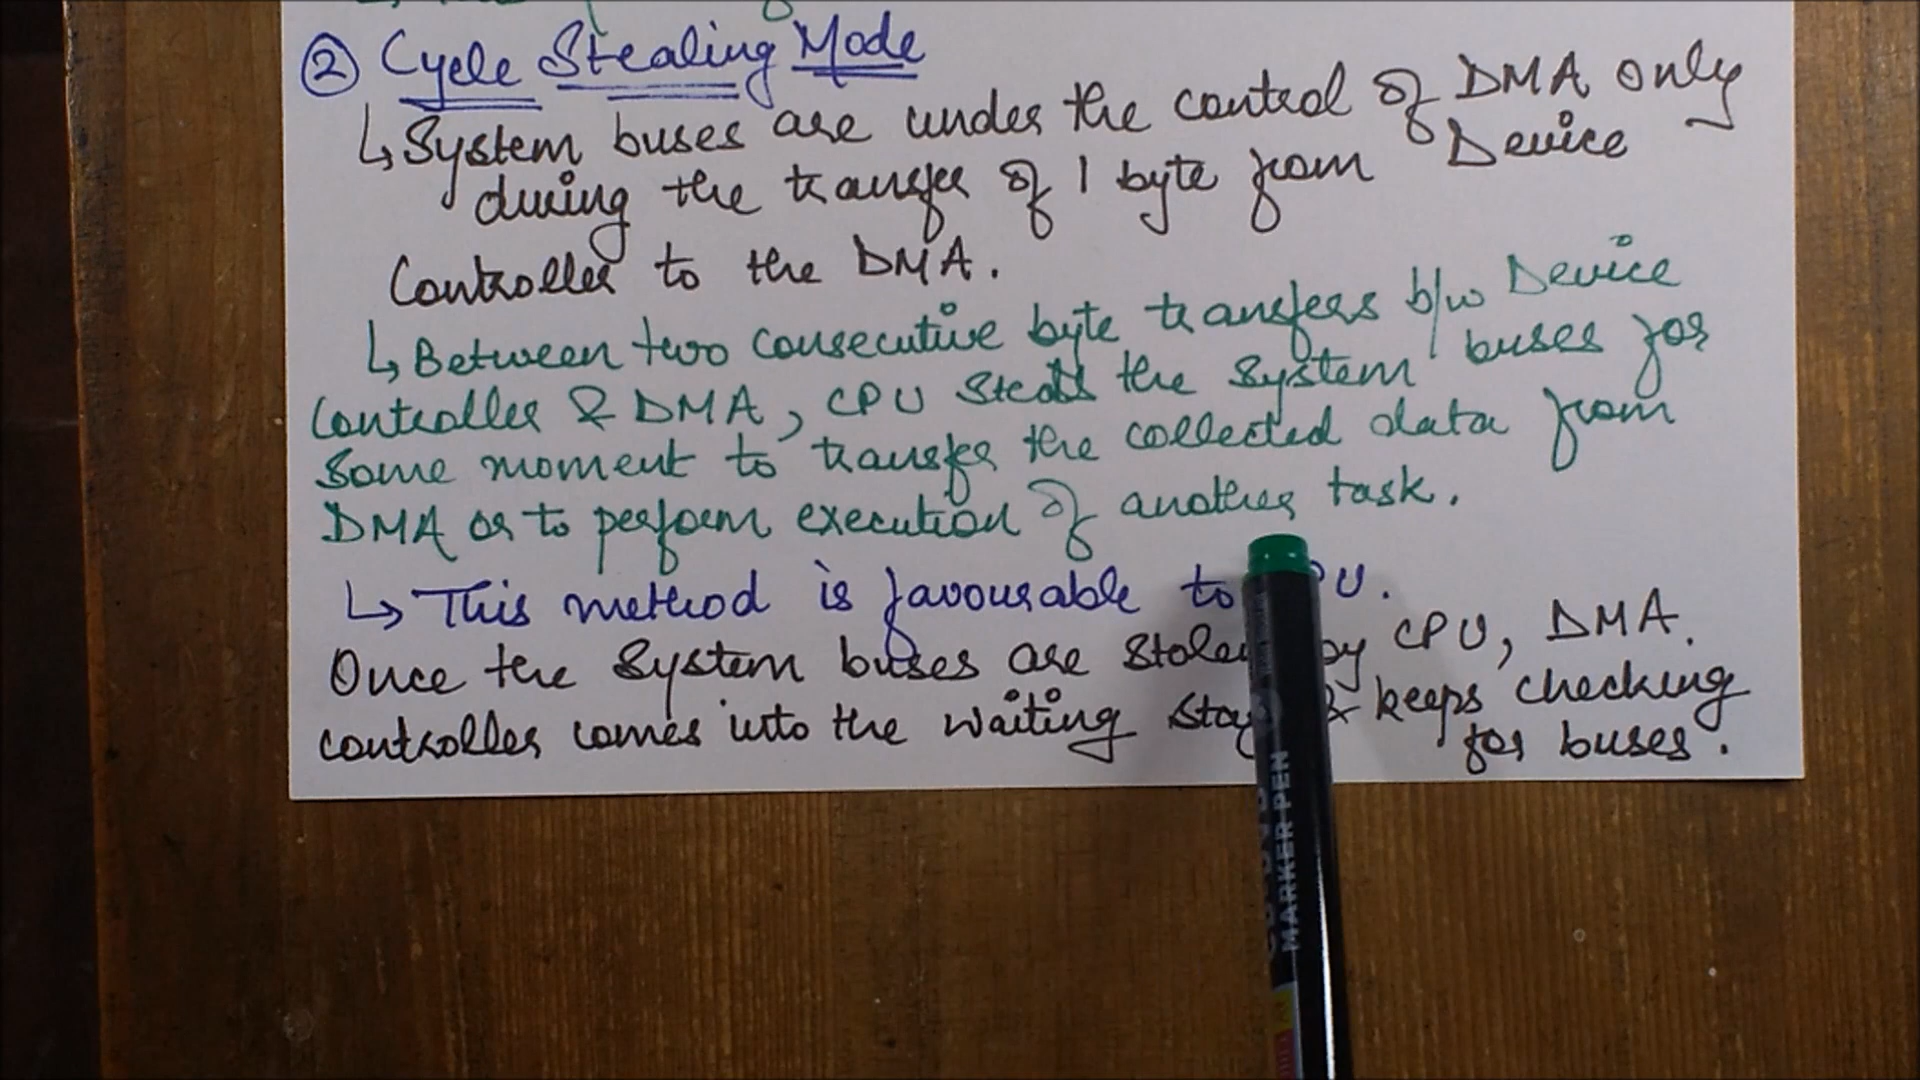 ② Cycle Stealing Mode
↳ System buses are under the control of DMA only
during the transfer of 1 byte from Device
Controller to the DMA.
↳ Between two consecutive byte transfers b/w Device
Controller & DMA, CPU steals the System buses for
some moment to transfer the collected data from
DMA or to perform execution of another task.
↳ This method is favourable to PU.
Once the System buses are stolen by CPU, DMA.
controller comes into the waiting & keeps checking
for buses.
MARKER PEN